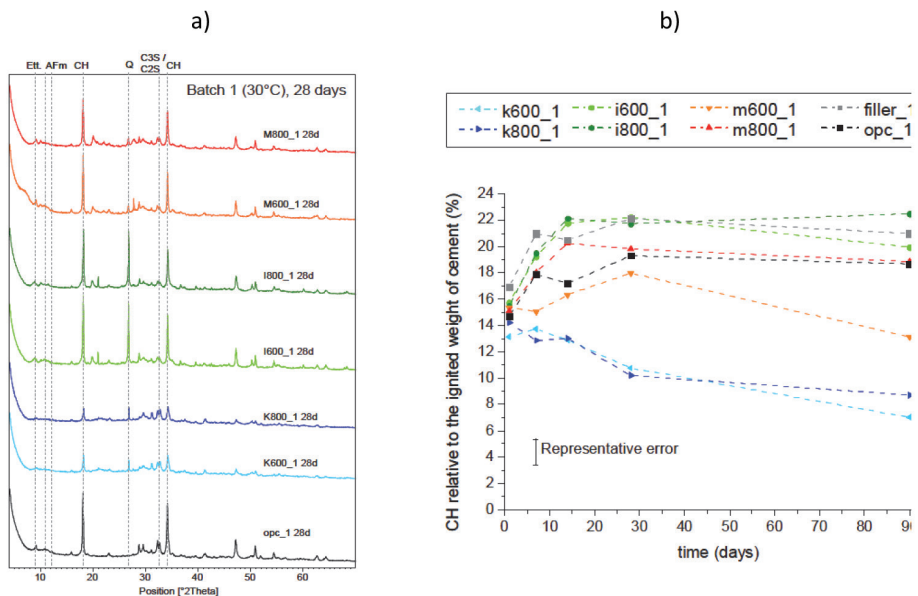 a)
b)
Ett. AFm CH Q C3S / C2S CH
Batch 1 (30°C), 28 days
M800_1 28d
M600_1 28d
I800_1 28d
I600_1 28d
K800_1 28d
K600_1 28d
opc_1 28d
10 20 30 40 50 60
Position [°2Theta]
k600_1 i600_1 m600_1 filler_
k800_1 i800_1 m800_1 opc_1
CH relative to the ignited weight of cement (%)
24
22
20
18
16
14
12
10
8
6
4
2
0
Representative error
0 10 20 30 40 50 60 70 80 90
time (days)